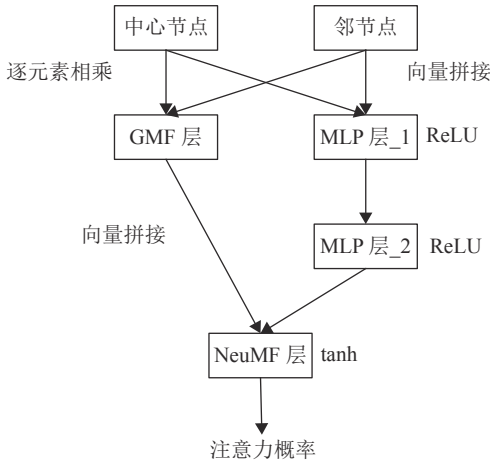 中心节点
邻节点
逐元素相乘
向量拼接
GMF 层
MLP 层_1
ReLU
向量拼接
MLP 层_2
ReLU
NeuMF 层
tanh
注意力概率